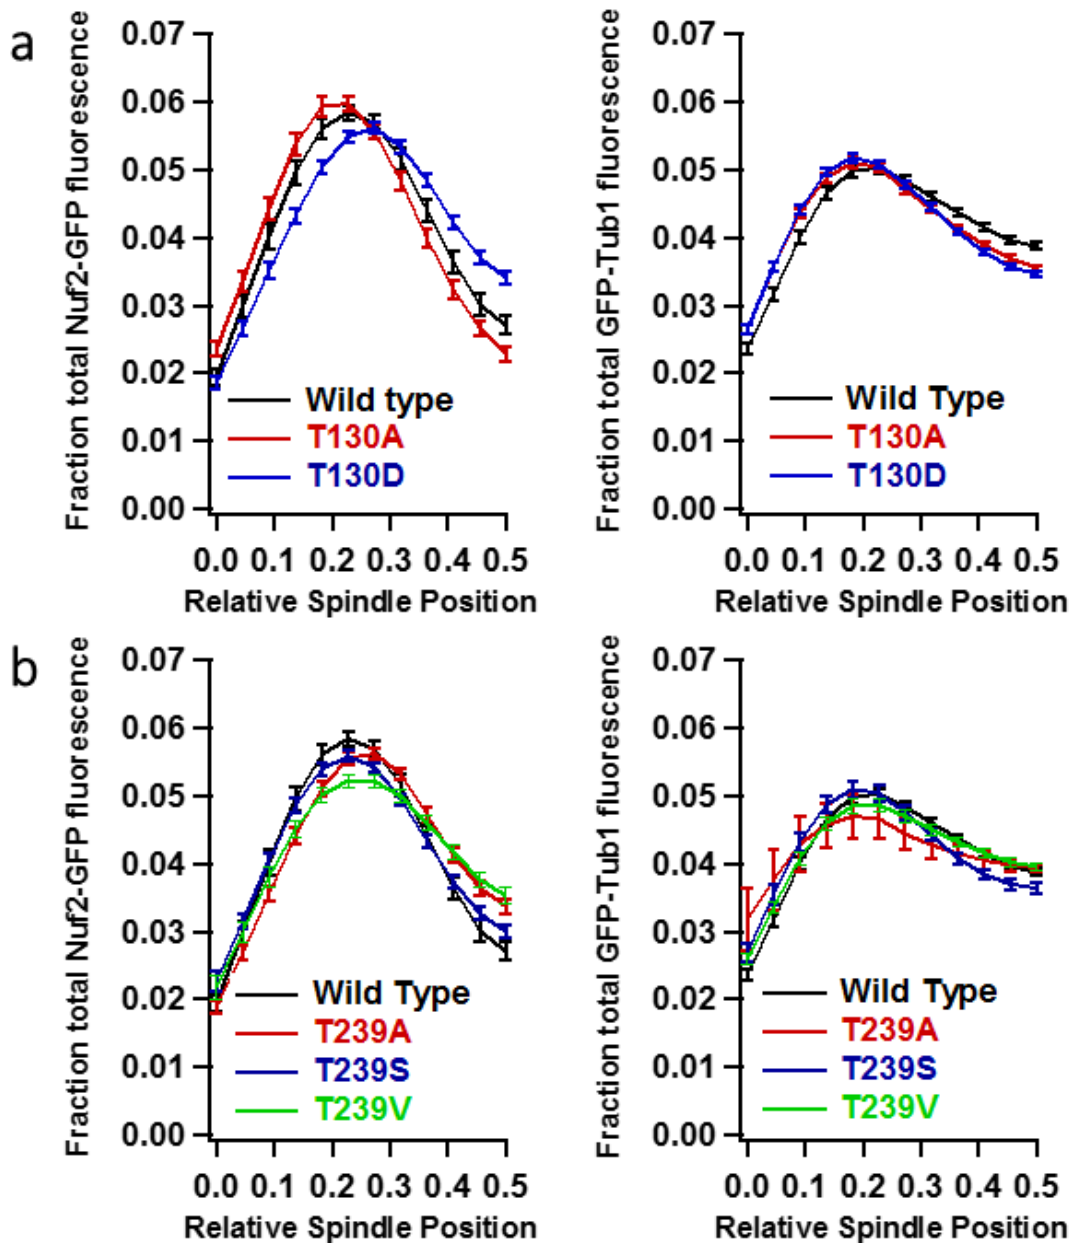 a
Fraction total Nuf2-GFP fluorescence
0.07
0.06
0.05
0.04
0.03
0.02
0.01
0.00
Wild type
T130A
T130D
0.0 0.1 0.2 0.3 0.4 0.5
Relative Spindle Position
Fraction total GFP-Tub1 fluorescence
0.07
0.06
0.05
0.04
0.03
0.02
0.01
0.00
Wild Type
T130A
T130D
0.0 0.1 0.2 0.3 0.4 0.5
Relative Spindle Position
b
Fraction total Nuf2-GFP fluorescence
0.07
0.06
0.05
0.04
0.03
0.02
0.01
0.00
Wild Type
T239A
T239S
T239V
0.0 0.1 0.2 0.3 0.4 0.5
Relative Spindle Position
Fraction total GFP-Tub1 fluorescence
0.07
0.06
0.05
0.04
0.03
0.02
0.01
0.00
Wild Type
T239A
T239S
T239V
0.0 0.1 0.2 0.3 0.4 0.5
Relative Spindle Position